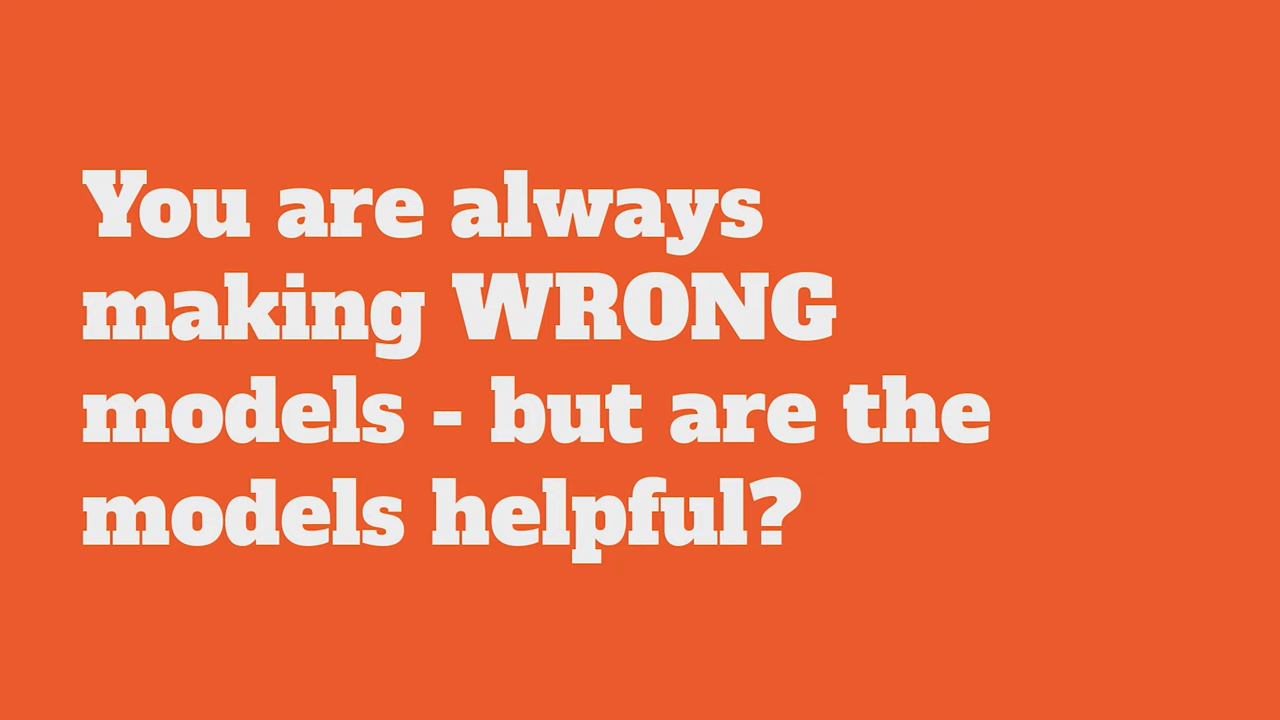 You are always
making WRONG
models - but are the
models helpful?